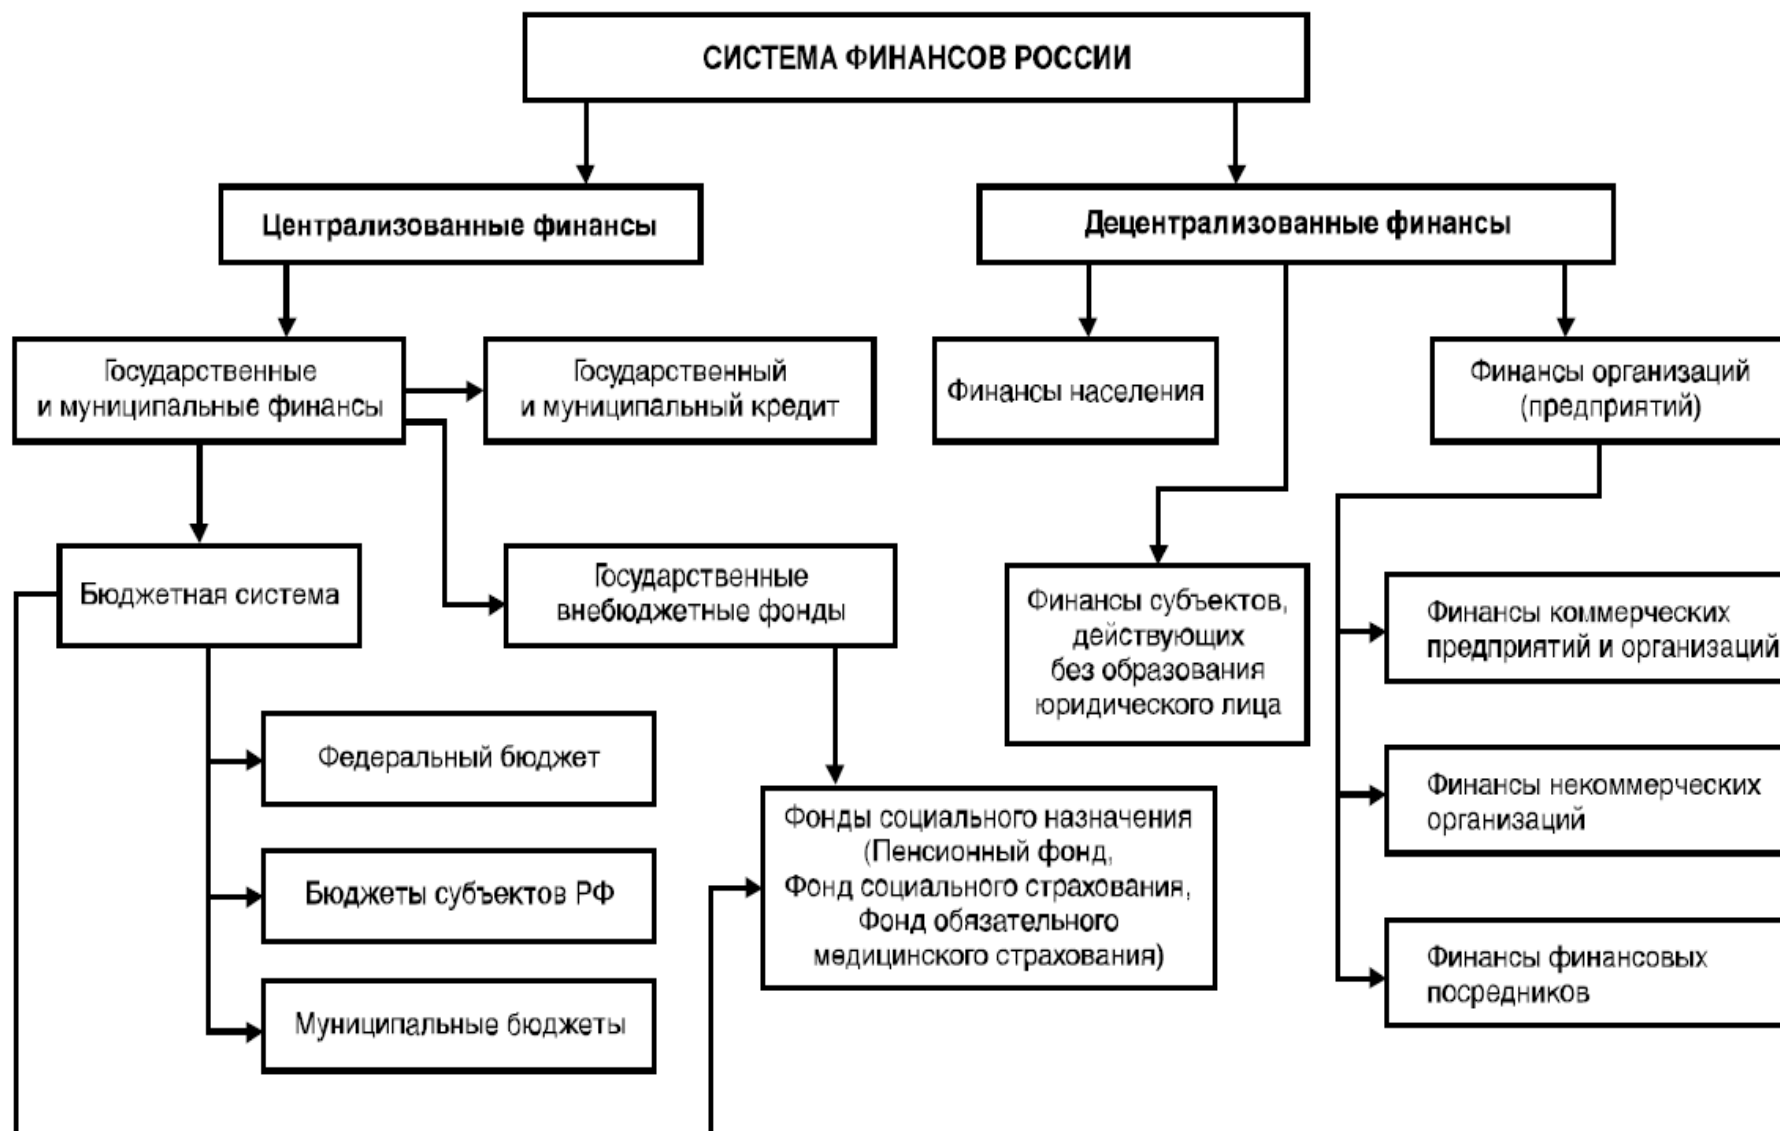 СИСТЕМА ФИНАНСОВ РОССИИ
Централизованные финансы
Децентрализованные финансы
Государственные
и муниципальные финансы
Государственный
и муниципальный кредит
Финансы населения
Финансы организаций
(предприятий)
Бюджетная система
Государственные
внебюджетные фонды
Финансы субъектов,
действующих
без образования
юридического лица
Финансы коммерческих
предприятий и организаций
Федеральный бюджет
Бюджеты субъектов РФ
Муниципальные бюджеты
Фонды социального назначения
(Пенсионный фонд,
Фонд социального страхования,
Фонд обязательного
медицинского страхования)
Финансы некоммерческих
организаций
Финансы финансовых
посредников